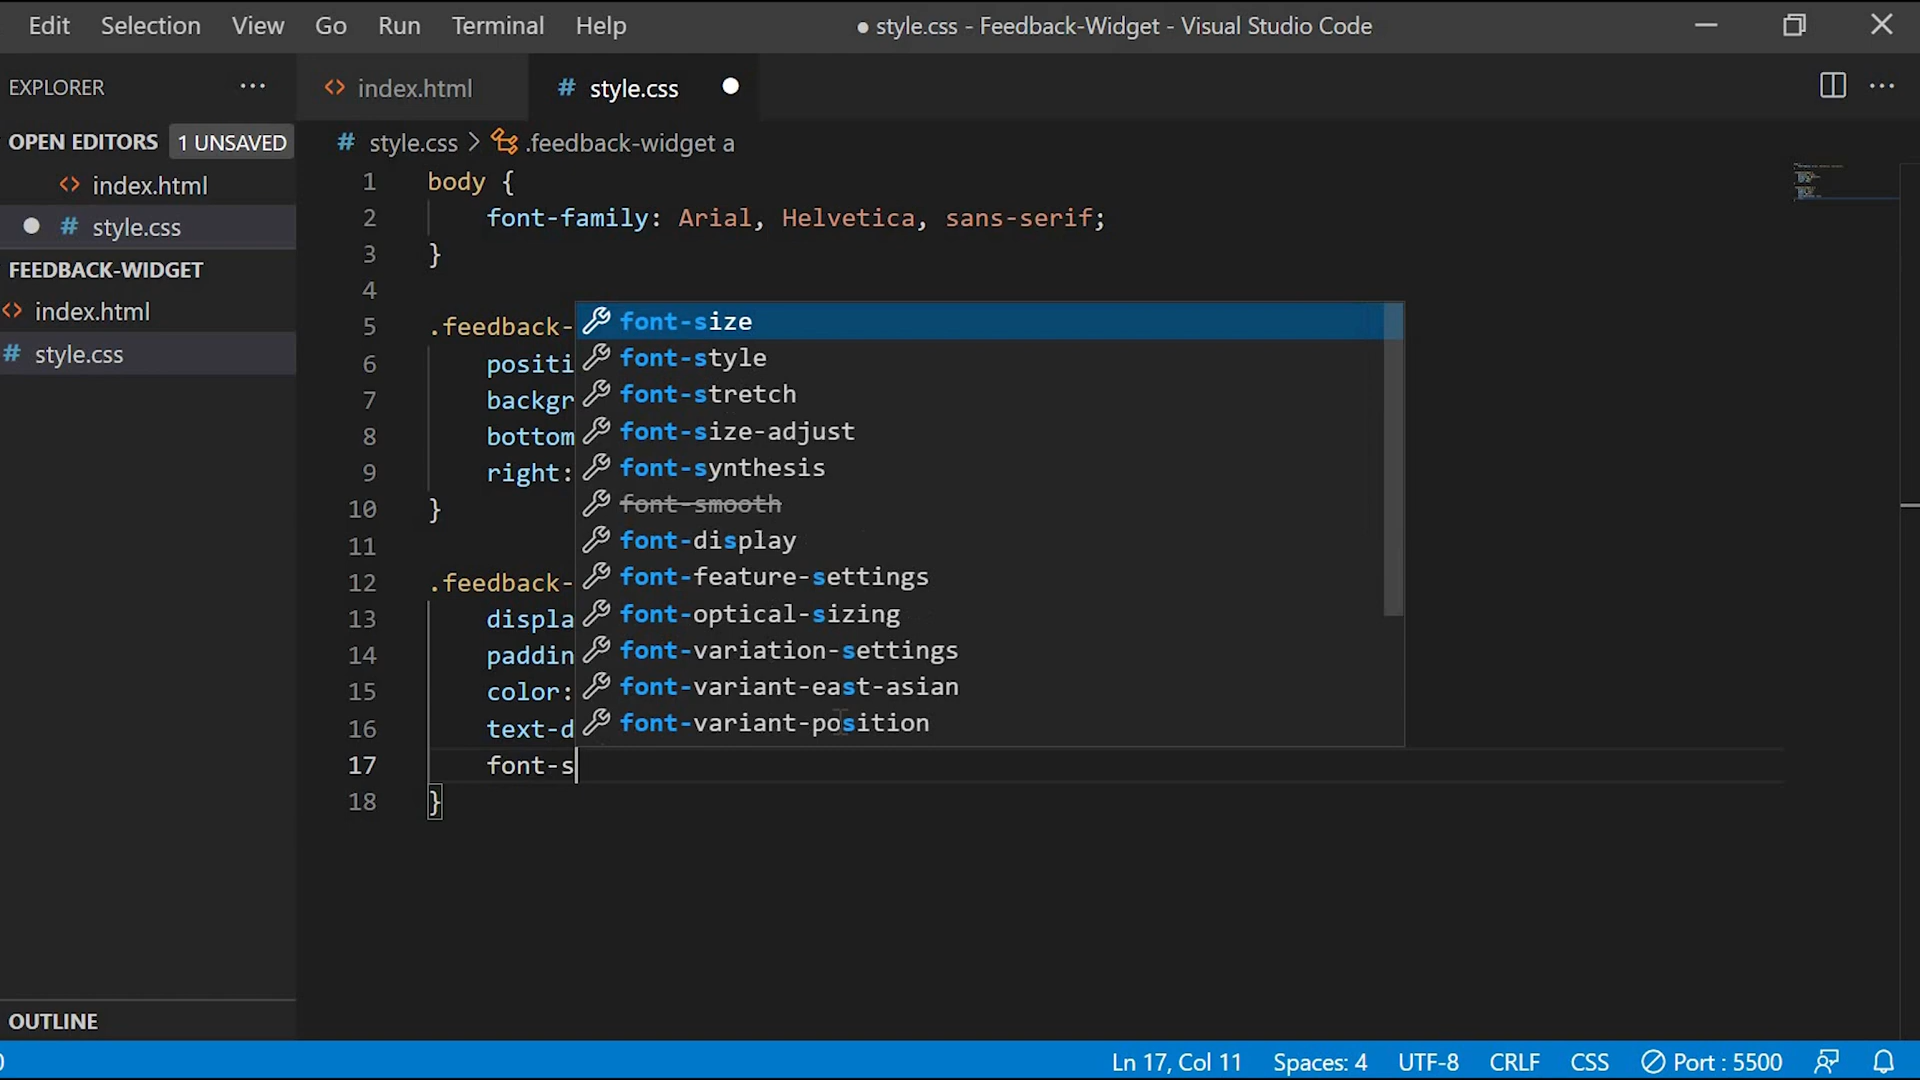 Edit Selection View Go Run Terminal Help ● style.css - Feedback-Widget - Visual Studio Code
EXPLORER ···
index.html
# style.css
OPEN EDITORS 1 UNSAVED
index.html
# style.css
FEEDBACK-WIDGET
index.html
# style.css
OUTLINE
# style.css > .feedback-widget a
1 body {
2 font-family: Arial, Helvetica, sans-serif;
3 }
4
5 .feedback-
6 positi
7 backgr
8 bottom
9 right:
10 }
11
12 .feedback-
13 displa
14 paddin
15 color:
16 text-d
17 font-s
18 }
font-size
font-style
font-stretch
font-size-adjust
font-synthesis
font-smooth
font-display
font-feature-settings
font-optical-sizing
font-variation-settings
font-variant-east-asian
font-variant-position
Ln 17, Col 11 Spaces: 4 UTF-8 CRLF CSS Port : 5500